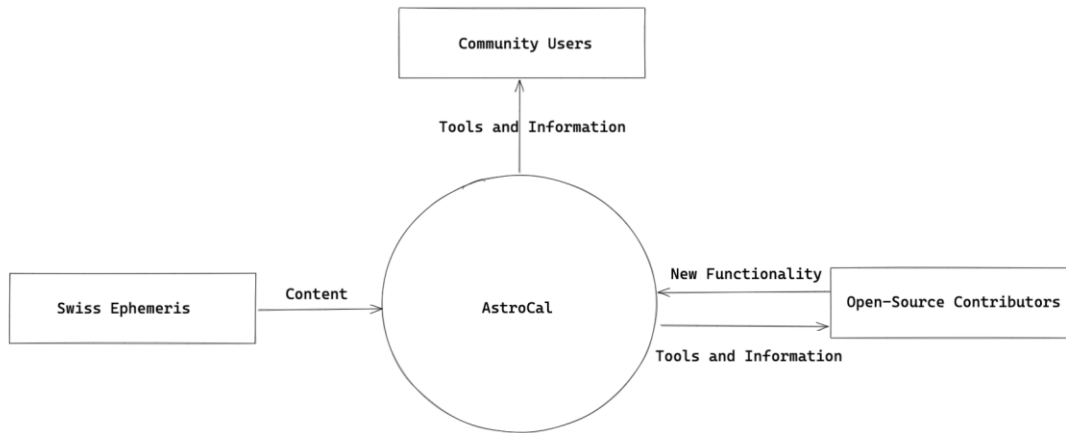 Community Users
Tools and Information
New Functionality
Content
Swiss Ephemeris
AstroCal
Open-Source Contributors
Tools and Information